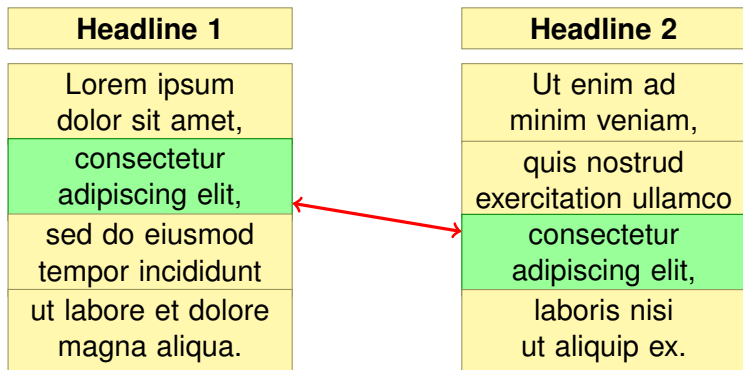 Headline 1
Lorem ipsum
dolor sit amet,
consectetur
adipiscing elit,
sed do eiusmod
tempor incididunt
ut labore et dolore
magna aliqua.
Headline 2
Ut enim ad
minim veniam,
quis nostrud
exercitation ullamco
consectetur
adipiscing elit,
laboris nisi
ut aliquip ex.